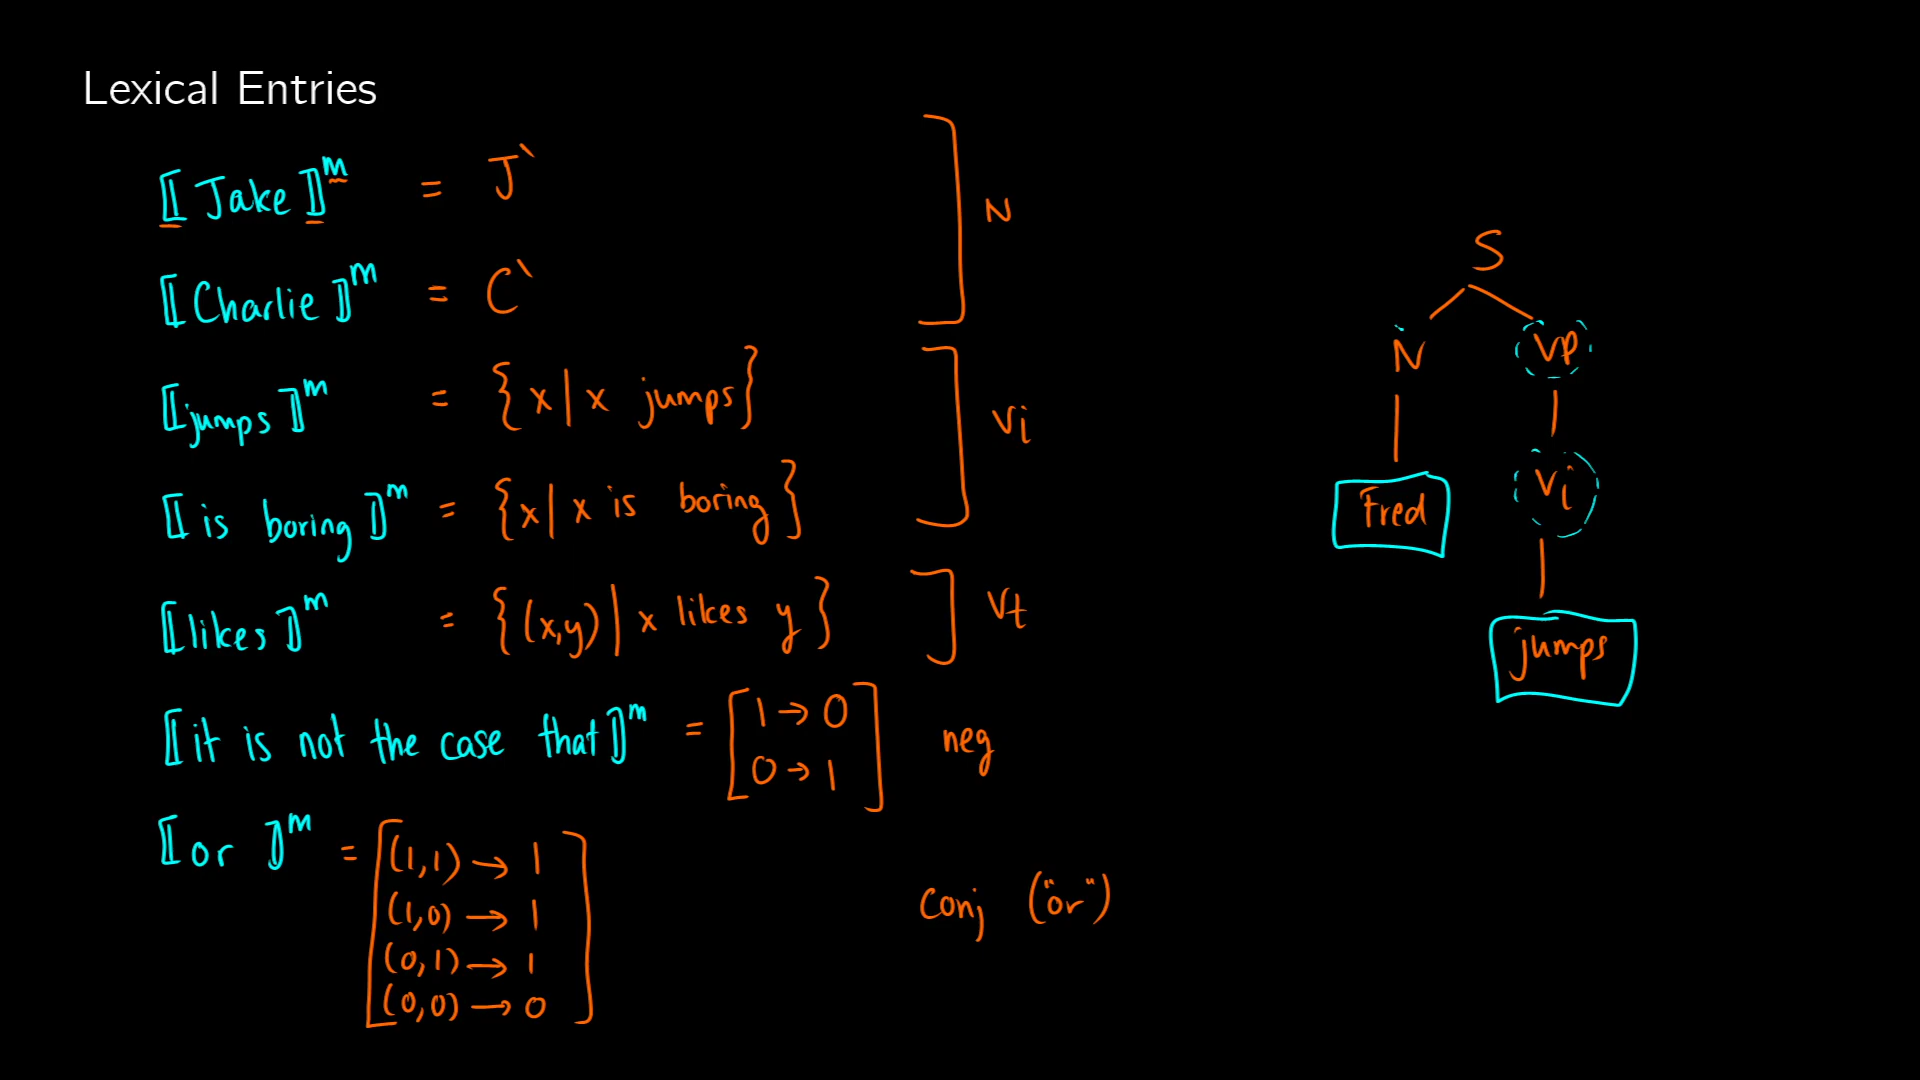 Lexical Entries
⟦Jake⟧ᵐ = J`
⟦Charlie⟧ᵐ = C`
N
⟦jumps⟧ᵐ = {x | x jumps}
⟦is boring⟧ᵐ = {x | x is boring}
Vi
⟦likes⟧ᵐ = {(x,y) | x likes y}
Vt
⟦it is not the case that⟧ᵐ = [1 → 0
0 → 1]
neg
⟦or⟧ᵐ = [(1,1) → 1
(1,0) → 1
(0,1) → 1
(0,0) → 0]
Conj ("or")
S
N VP
Vi
Fred
jumps